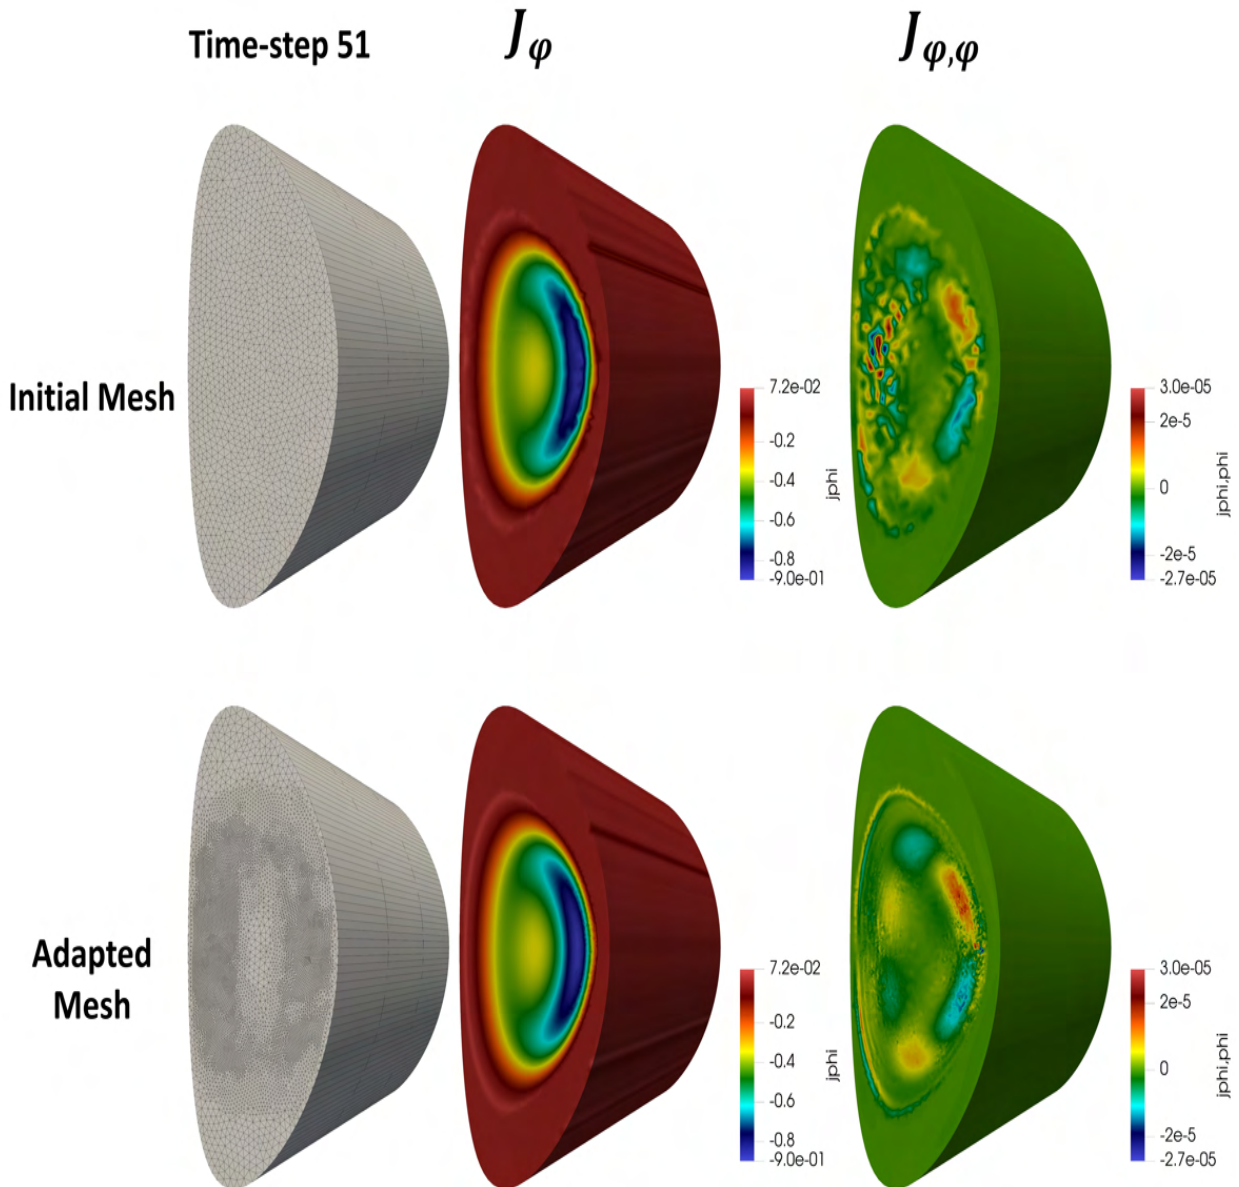 Time-step 51
J φ
J φ,φ
Initial Mesh
7.2e-02
-0.2
-0.4
-0.6
-0.8
-9.0e-01
jphi
3.0e-05
2e-5
0
-2e-5
-2.7e-05
jphi,phi
Adapted
Mesh
7.2e-02
-0.2
-0.4
-0.6
-0.8
-9.0e-01
jphi
3.0e-05
2e-5
0
-2e-5
-2.7e-05
jphi,phi